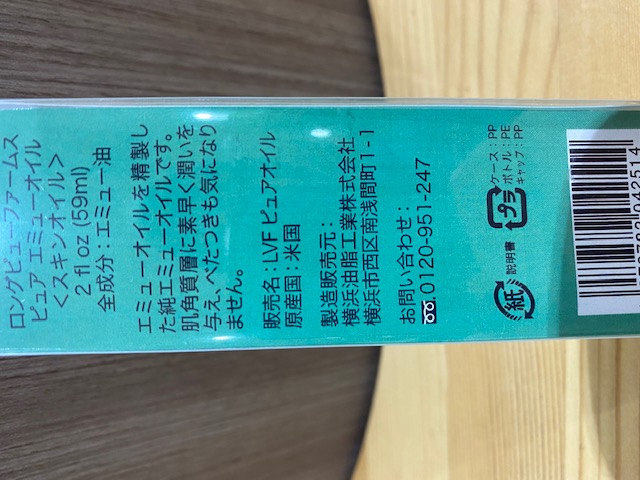 ロングビューファームス
ピュア エミューオイル
＜スキンオイル＞
2 fl oz (59ml)
全成分：エミュー油
エミューオイルを精製し
た純エミューオイルです。
肌、角質層に素早く潤いを
与え、べたつきも気になり
ません。
販売名：LVF ピュアオイル
原産国：米国
製造販売元：
横浜油脂工業株式会社
横浜市西区南浅間町1-1
お問い合わせ：
0120-951-247
紙 説明書
プラ
ケース：PP
ボトル：PE
キャップ：PP